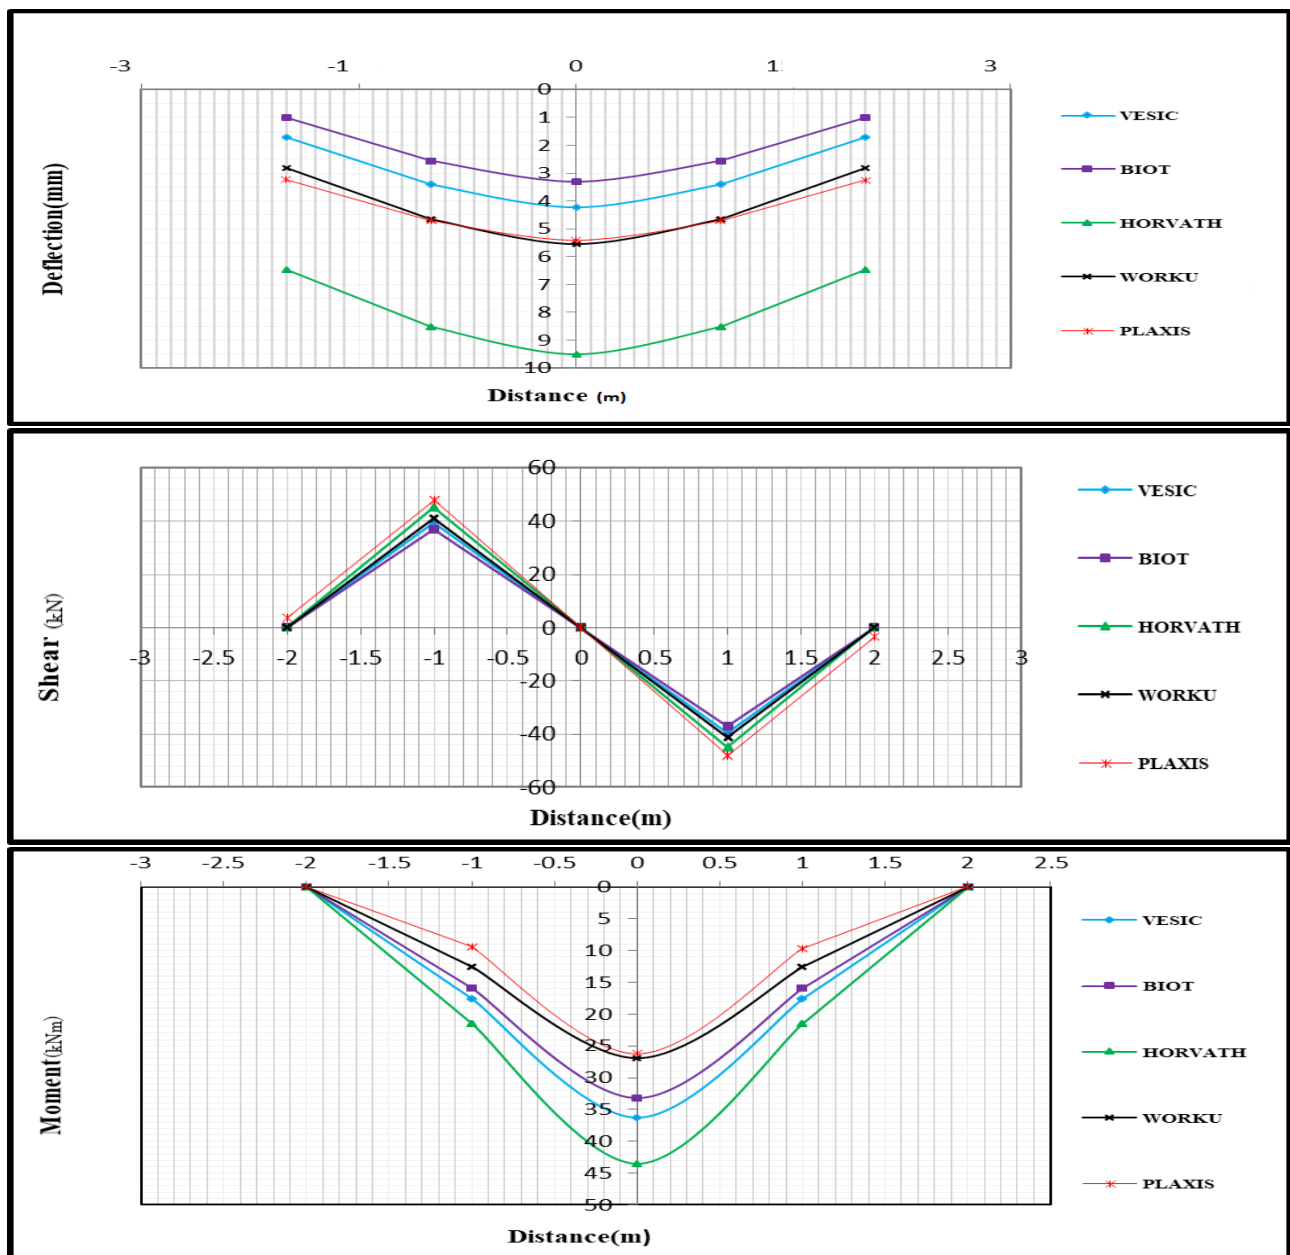 -3 -1 0 1 3
0
1
2
3
4
5
6
7
8
9
10
Deflection(mm)
Distance (m)
VESIC
BIOT
HORVATH
WORKU
PLAXIS
60
40
20
0
-3 -2.5 -2 -1.5 -1 -0.5 0 0.5 1 1.5 2 2.5 3
-20
-40
-60
Shear (kN)
Distance(m)
VESIC
BIOT
HORVATH
WORKU
PLAXIS
-3 -2.5 -2 -1.5 -1 -0.5 0 0.5 1 1.5 2 2.5
0
5
10
15
20
25
30
35
40
45
50
Moment(kNm)
Distance(m)
VESIC
BIOT
HORVATH
WORKU
PLAXIS